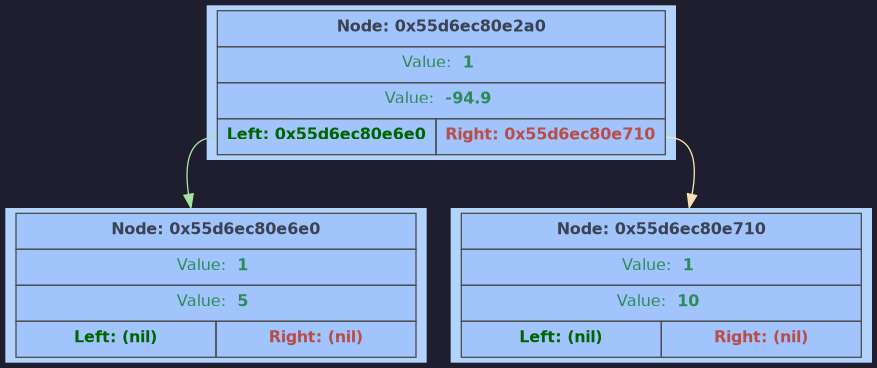 Node: 0x55d6ec80e2a0
Value: 1
Value: -94.9
Left: 0x55d6ec80e6e0 Right: 0x55d6ec80e710
Node: 0x55d6ec80e6e0
Value: 1
Value: 5
Left: (nil) Right: (nil)
Node: 0x55d6ec80e710
Value: 1
Value: 10
Left: (nil) Right: (nil)